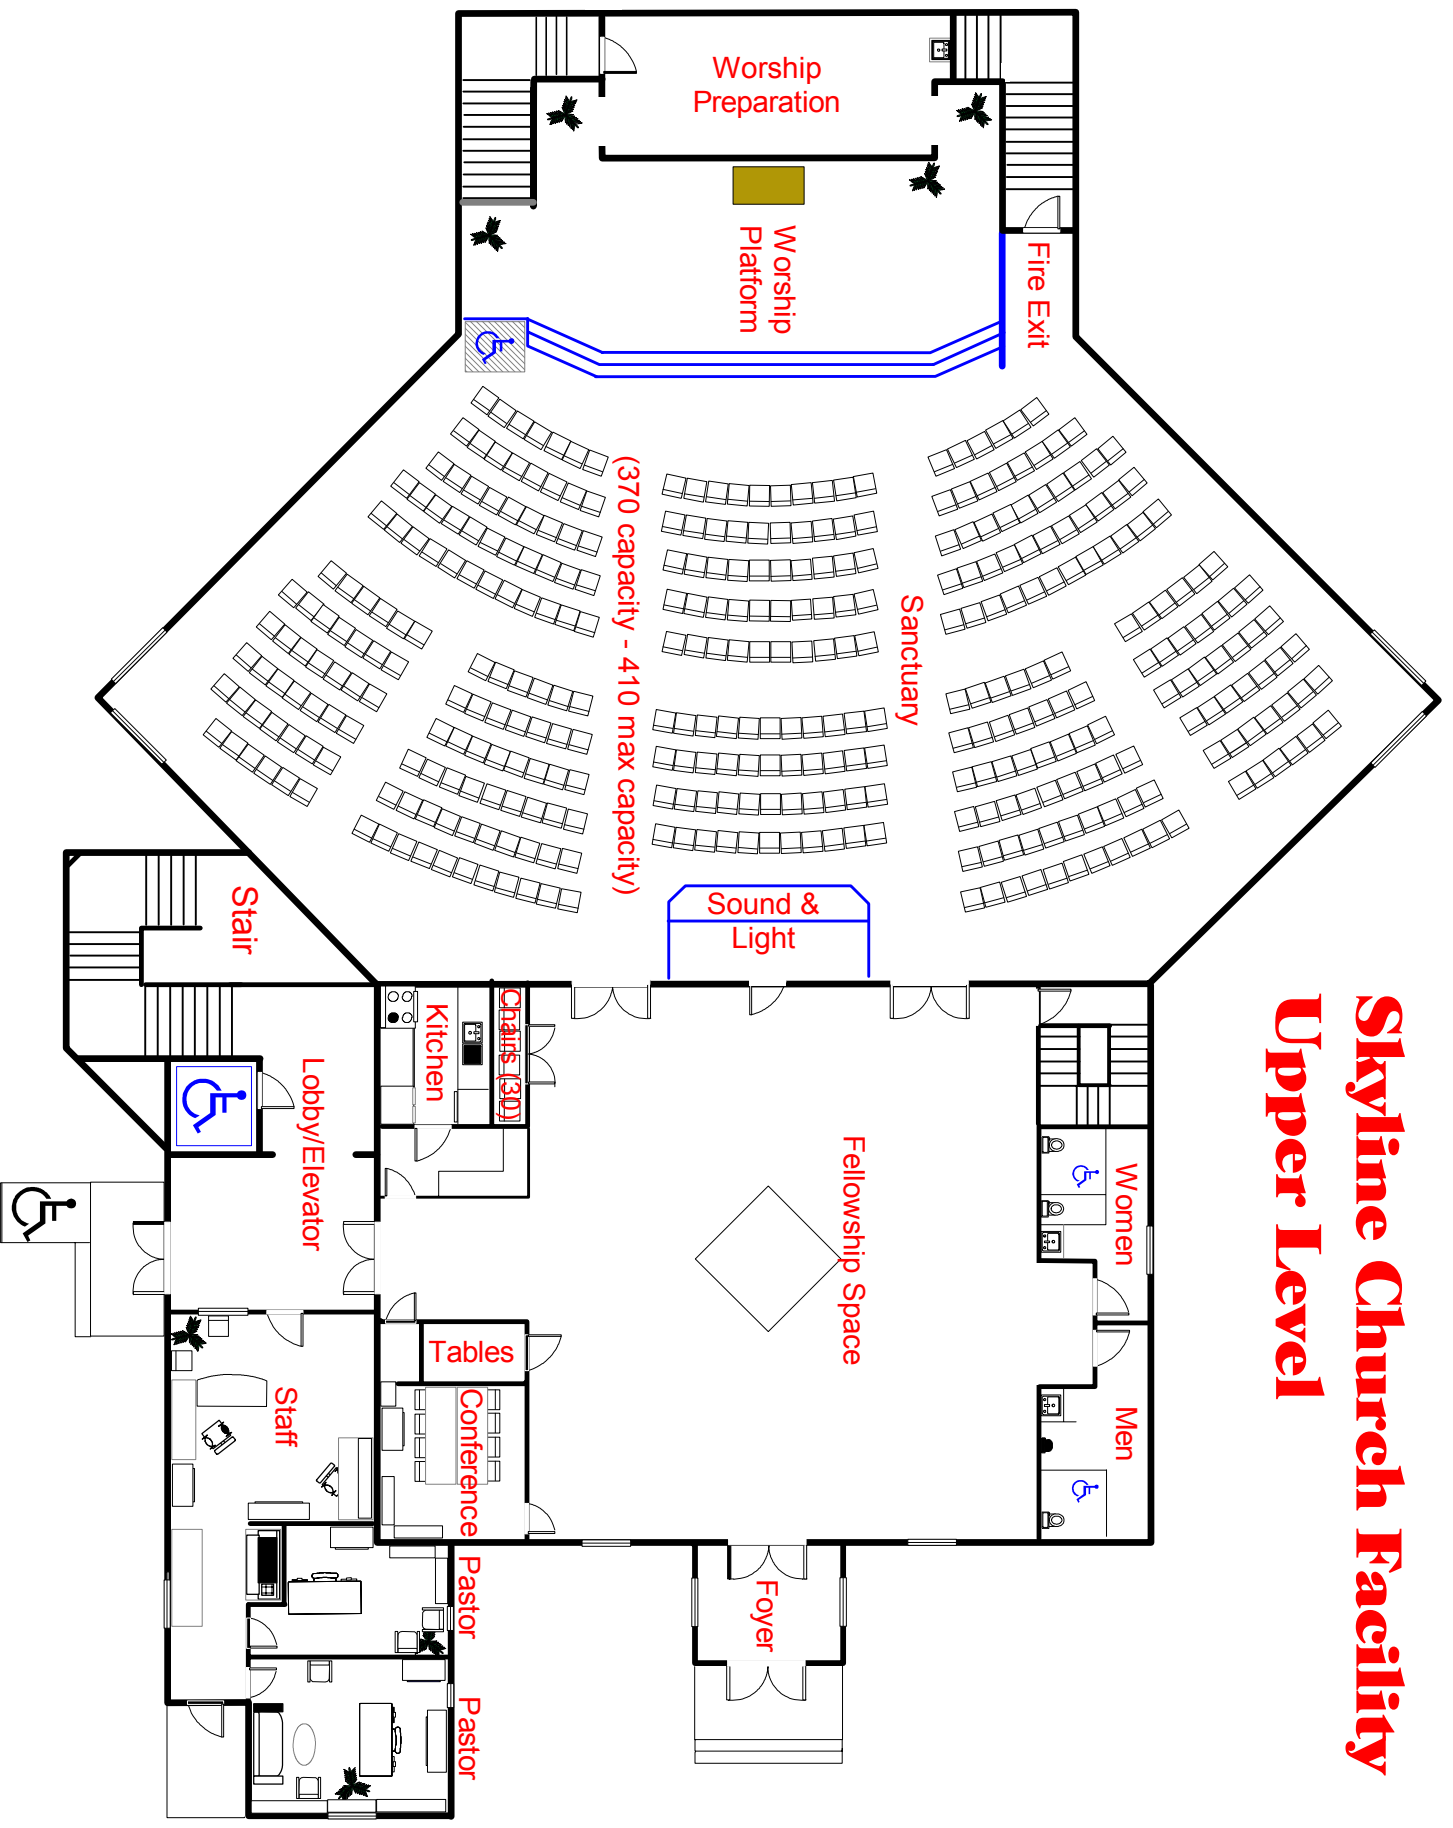 Skyline Church Facility
Upper Level
Worship
Preparation
Worship
Platform
Fire Exit
(370 capacity - 410 max capacity)
Sanctuary
Sound &
Light
Stair
Kitchen
Chairs (30)
Lobby/Elevator
Fellowship Space
Women
Men
Tables
Conference
Staff
Pastor
Pastor
Foyer